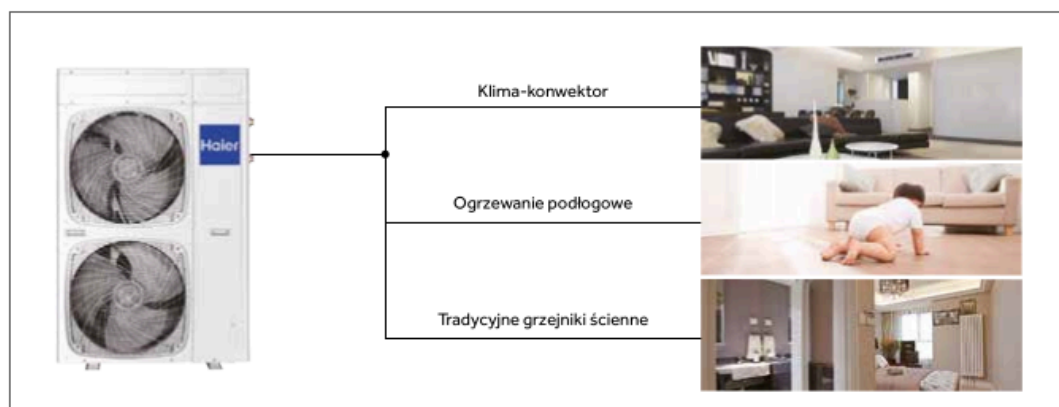 Haier
Klima-konwektor
Ogrzewanie podłogowe
Tradycyjne grzejniki ścienne